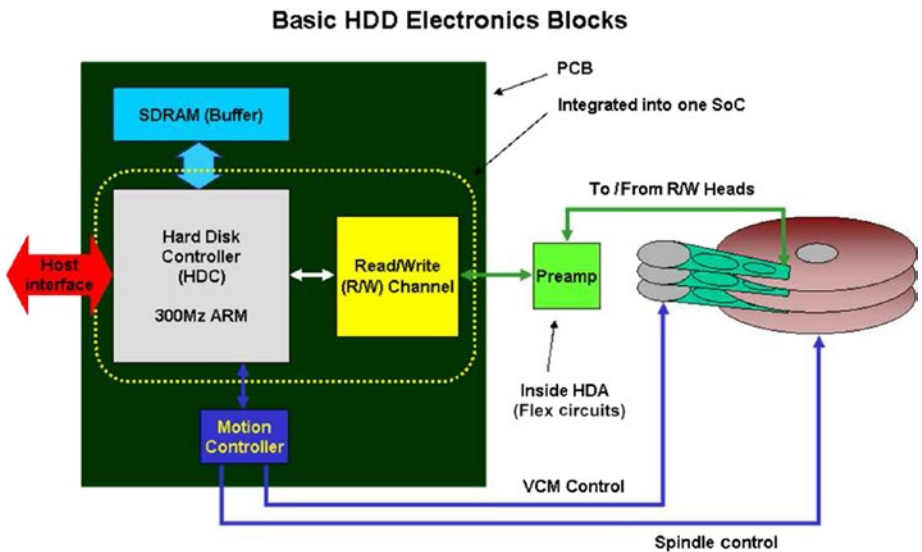 Basic HDD Electronics Blocks
PCB
Integrated into one SoC
SDRAM (Buffer)
To /From R/W Heads
Host
interface
Hard Disk
Controller
(HDC)
300Mz ARM
Read/Write
(R/W) Channel
Preamp
Inside HDA
(Flex circuits)
Motion
Controller
VCM Control
Spindle control